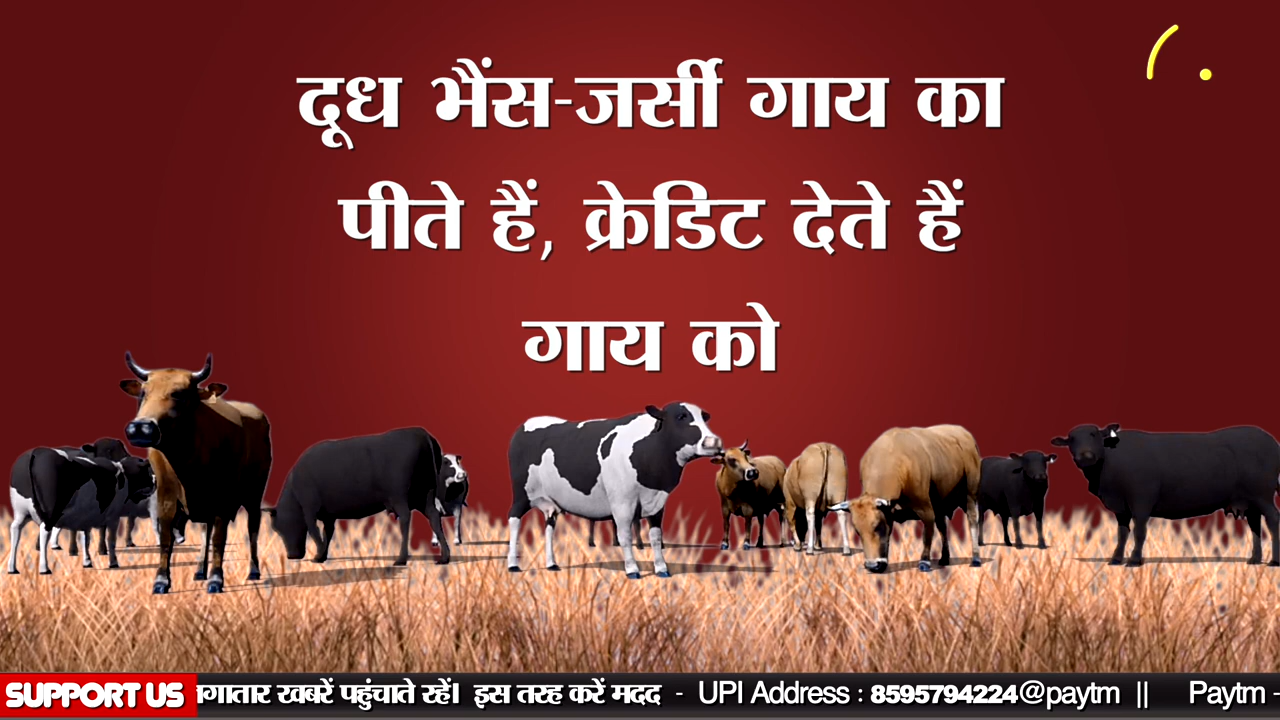 दूध भैंस-जर्सी गाय का
पीते हैं, क्रेडिट देते हैं
गाय को
SUPPORT US खबरें पहुंचाते रहें। इस तरह करें मदद - UPI Address : 8595794224@paytm || Paytm -